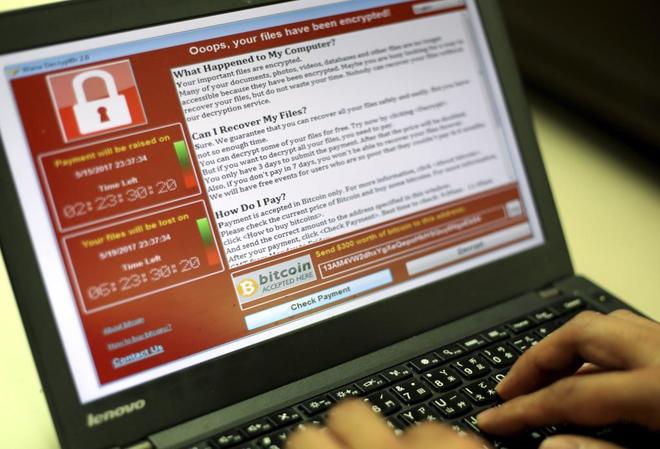 Wana Decrypt0r 2.0
Ooops, your files have been encrypted!
What Happened to My Computer?
Your important files are encrypted.
Many of your documents, photos, videos, databases and other files are no longer
accessible because they have been encrypted. Maybe you are busy looking for a way to
recover your files, but do not waste your time. Nobody can recover your files without
our decryption service.
Can I Recover My Files?
Sure. We guarantee that you can recover all your files safely and easily. But you have
not so enough time.
You can decrypt some of your files for free. Try now by clicking <Decrypt>.
But if you want to decrypt all your files, you need to pay.
You only have 3 days to submit the payment. After that the price will be doubled.
Also, if you don't pay in 7 days, you won't be able to recover your files forever.
We will have free events for users who are so poor that they couldn't pay in 6 months.
How Do I Pay?
Payment is accepted in Bitcoin only. For more information, click <About bitcoin>.
Please check the current price of Bitcoin and buy some bitcoins. For more information,
click <How to buy bitcoins>.
And send the correct amount to the address specified in this window.
After your payment, click <Check Payment>. Best time to check:
Payment will be raised on
5/15/2017 23:37:34
Time Left
02:23:30:20
Your files will be lost on
5/19/2017 23:37:34
Time Left
06:23:30:20
About bitcoin
How to buy bitcoins?
Contact Us
bitcoin
ACCEPTED HERE
Send $300 worth of bitcoin to this address:
Check Payment
Decrypt
lenovo